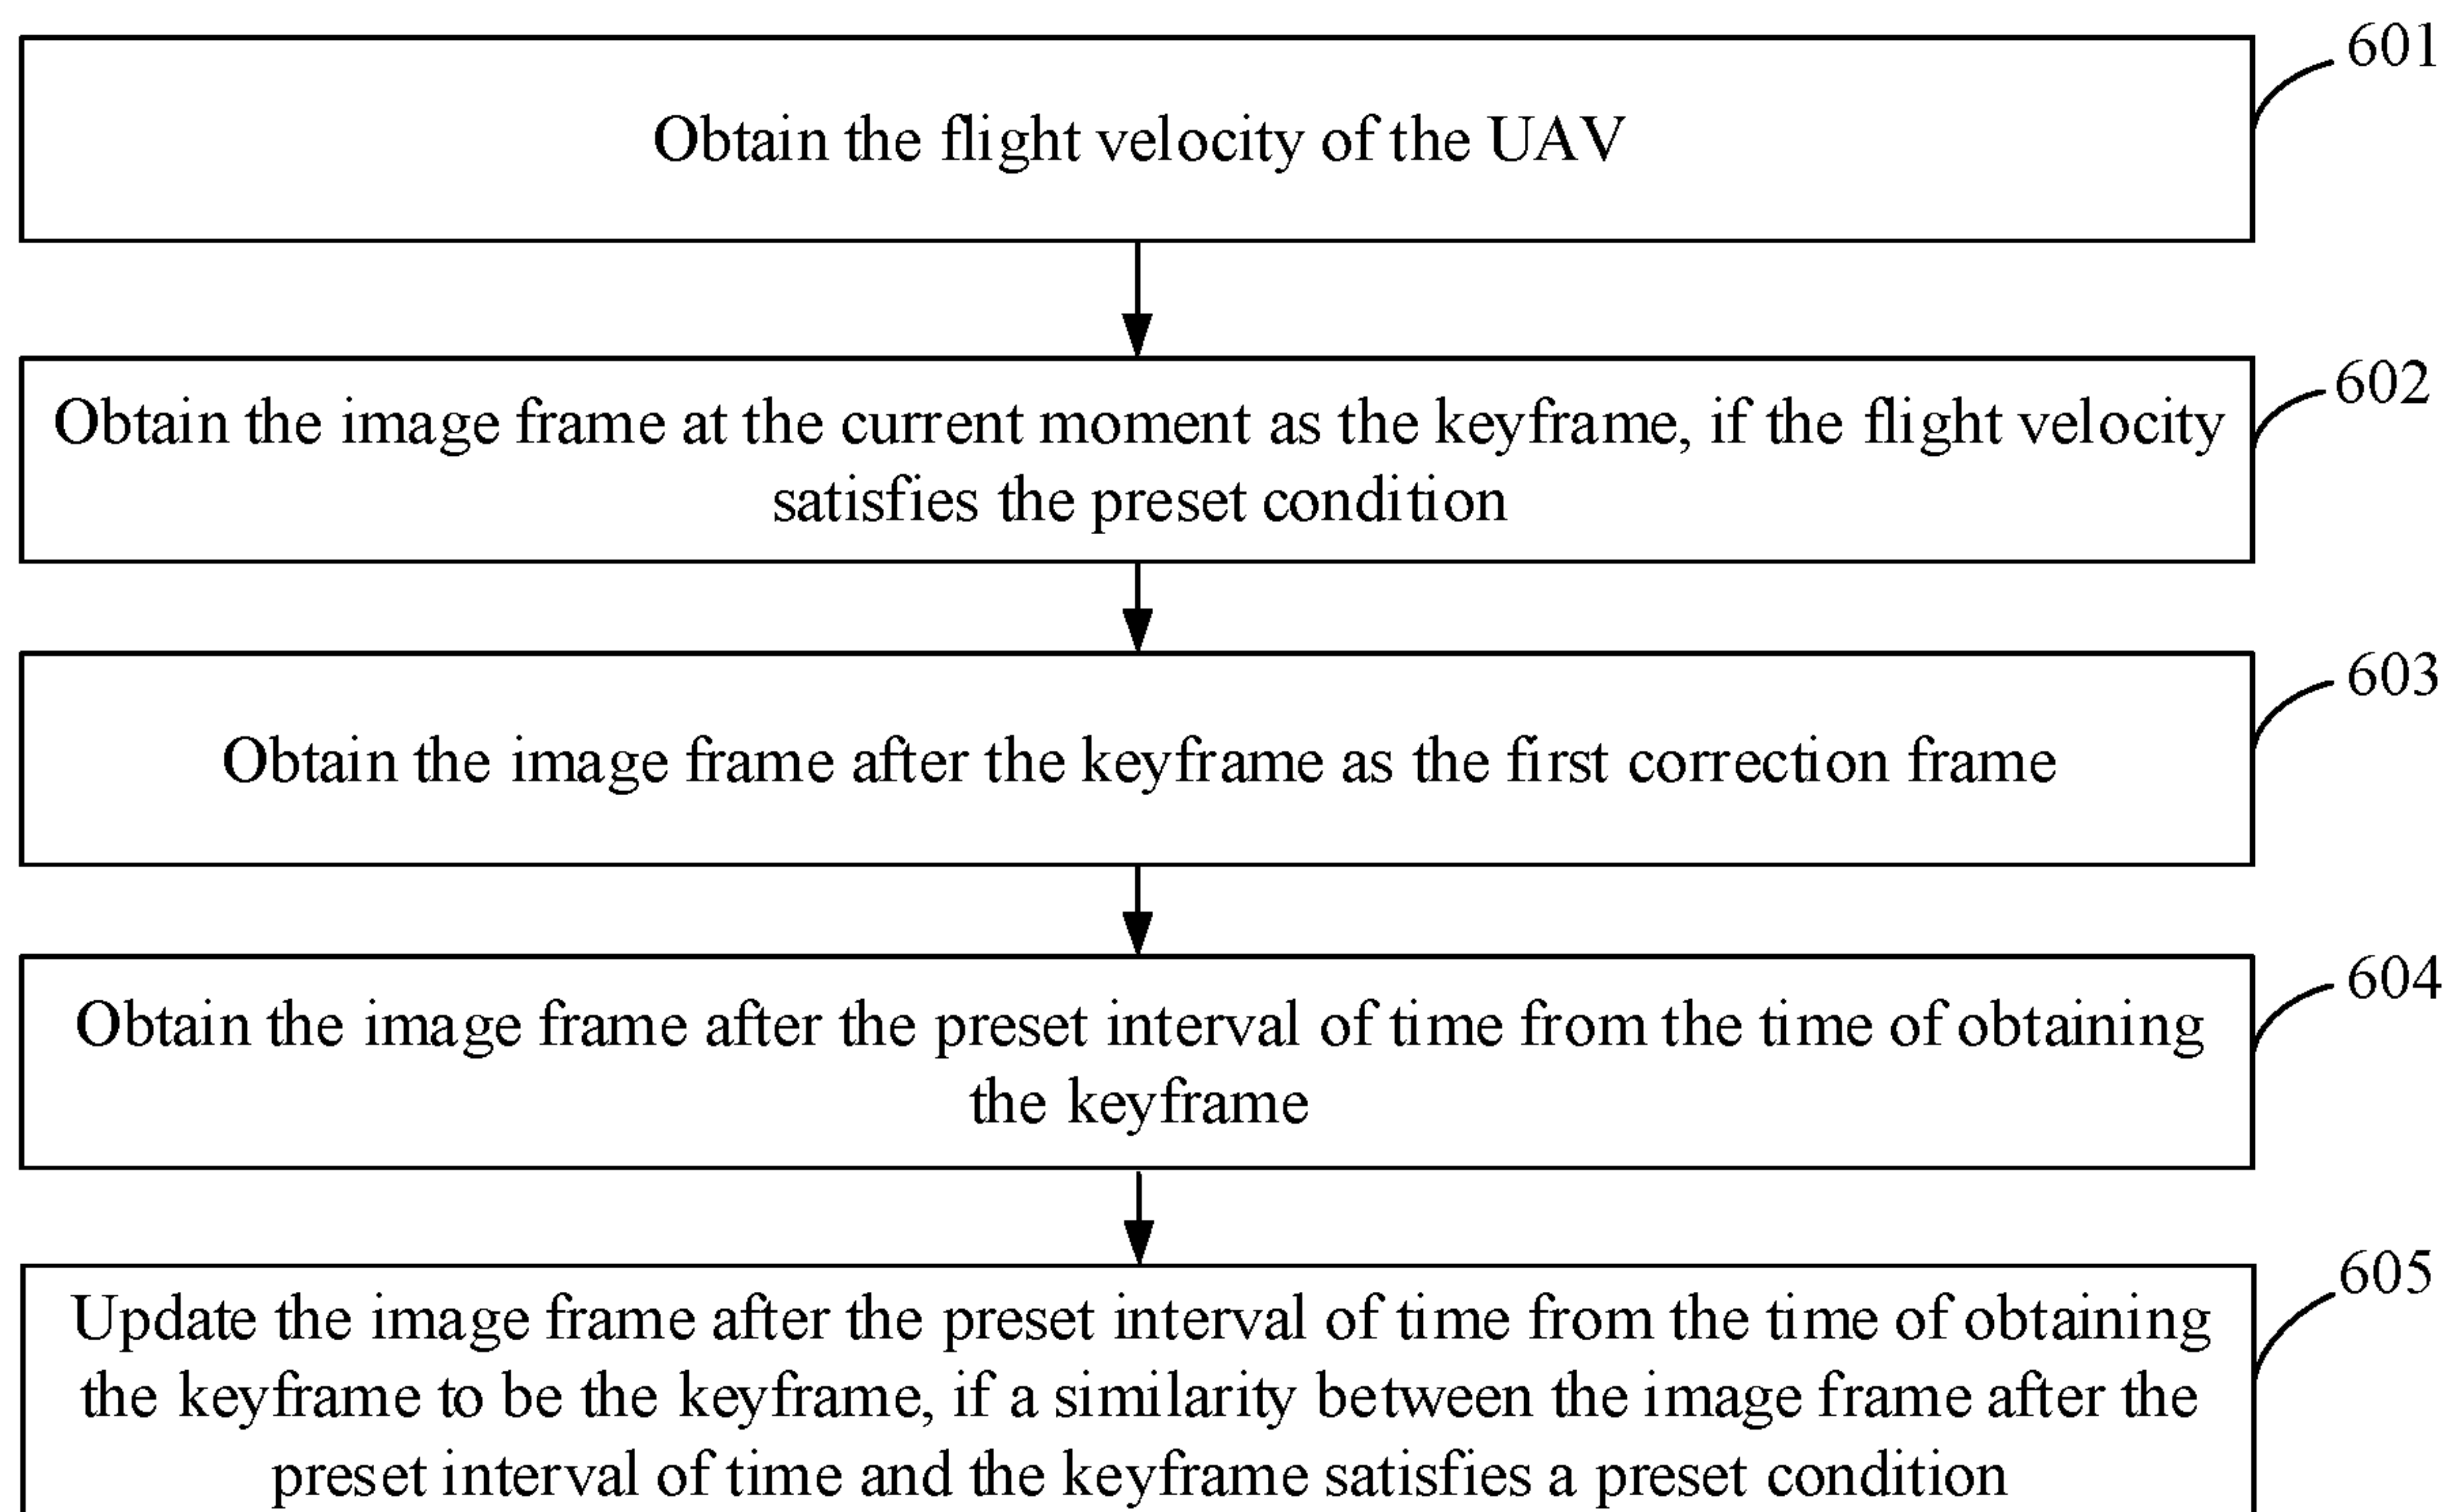 601
Obtain the flight velocity of the UAV
602
Obtain the image frame at the current moment as the keyframe, if the flight velocity
satisfies the preset condition
603
Obtain the image frame after the keyframe as the first correction frame
604
Obtain the image frame after the preset interval of time from the time of obtaining
the keyframe
605
Update the image frame after the preset interval of time from the time of obtaining
the keyframe to be the keyframe, if a similarity between the image frame after the
preset interval of time and the keyframe satisfies a preset condition